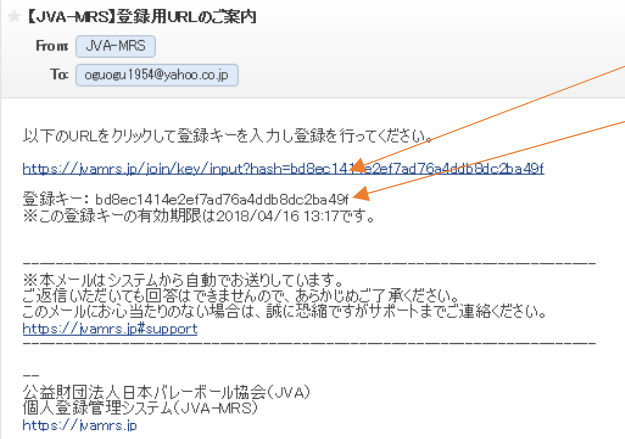 【JVA-MRS】登録用URLのご案内
From: JVA-MRS
To: oguogu1954@yahoo.co.jp
以下のURLをクリックして登録キーを入力し登録を行ってください。
https://jvamrs.jp/join/key/input?hash=bd8ec1414e2ef7ad76a4ddb8dc2ba49f
登録キー： bd8ec1414e2ef7ad76a4ddb8dc2ba49f
※この登録キーの有効期限は2018/04/16 13:17です。
------------------------------------------------------------------------
※本メールはシステムから自動でお送りしています。
ご返信いただいても回答はできませんので、あらかじめご了承ください。
このメールにお心当たりのない場合は、誠に恐縮ですがサポートまでご連絡ください。
https://jvamrs.jp#support
------------------------------------------------------------------------
--
公益財団法人日本バレーボール協会(JVA)
個人登録管理システム(JVA-MRS)
https://jvamrs.jp